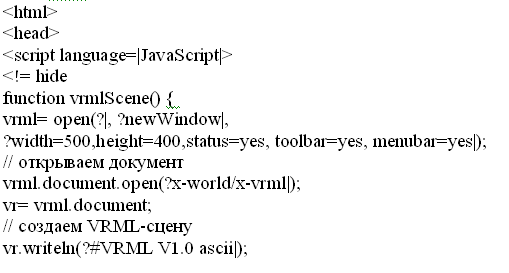 <html>
<head>
<script language=|JavaScript|>
<!= hide
function vrmlScene() {
vrml= open(?|, ?newWindow|,
?width=500,height=400,status=yes, toolbar=yes, menubar=yes|);
// открываем документ
vrml.document.open(?x-world/x-vrml|);
vr= vrml.document;
// создаем VRML-сцену
vr.writeln(?#VRML V1.0 ascii|);